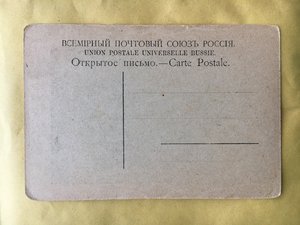 ВСЕМІРНЫЙ ПОЧТОВЫЙ СОЮЗЪ РОССІЯ.
UNION POSTALE UNIVERSELLE RUSSIE.
Открытое письмо.—Carte Postale.